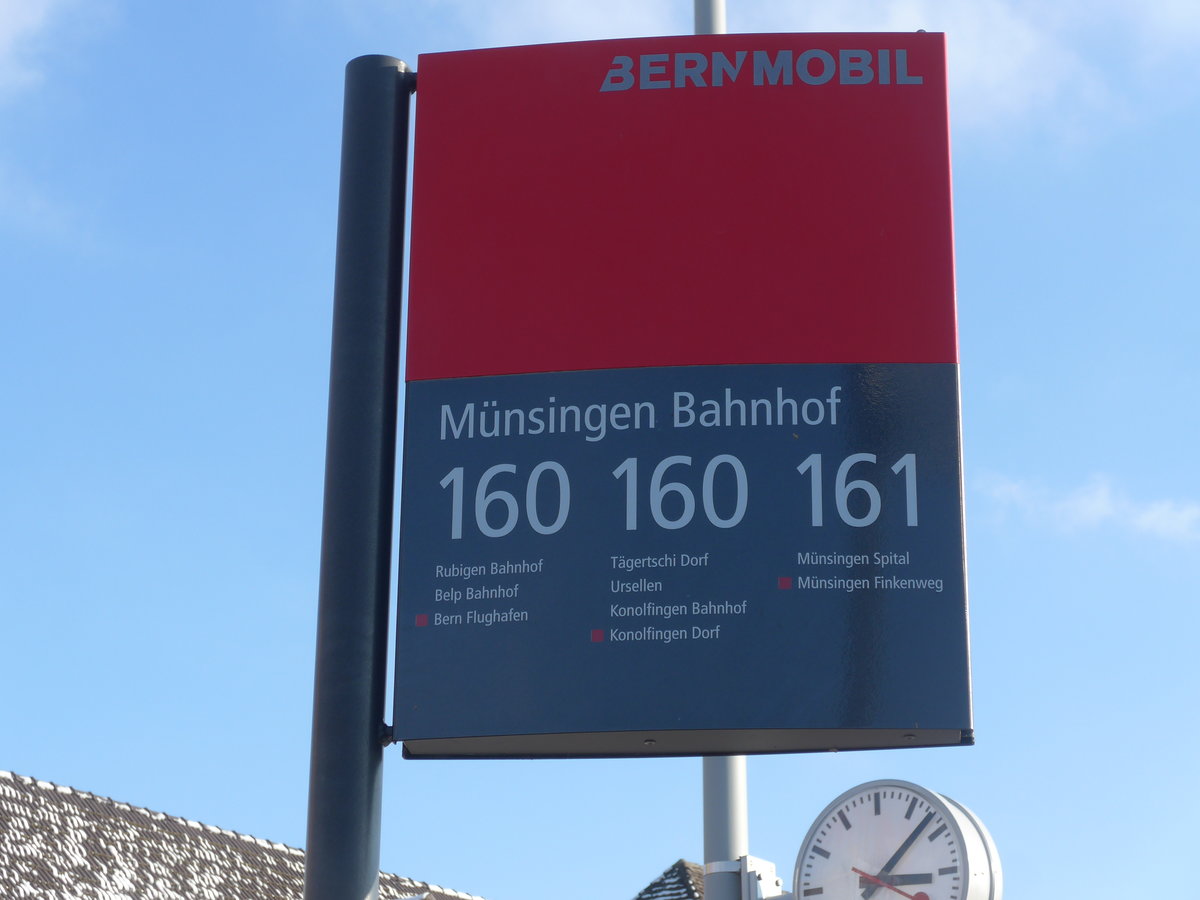 BERNMOBIL
Münsingen Bahnhof
160
Rubigen Bahnhof
Belp Bahnhof
Bern Flughafen
160
Tägertschi Dorf
Ursellen
Konolfingen Bahnhof
Konolfingen Dorf
161
Münsingen Spital
Münsingen Finkenweg